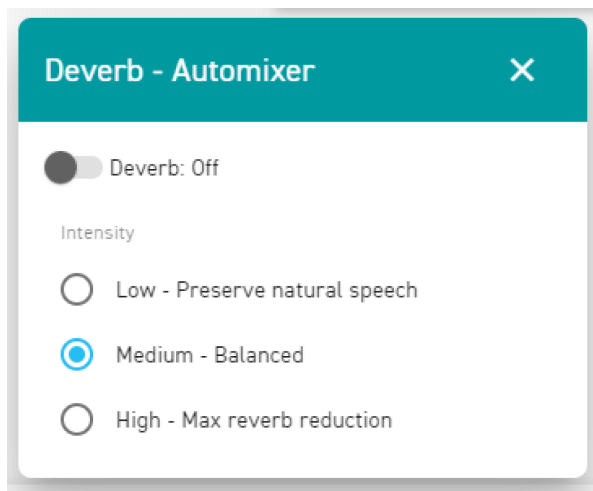 Deverb - Automixer
Deverb: Off
Intensity
Low - Preserve natural speech
Medium - Balanced
High - Max reverb reduction